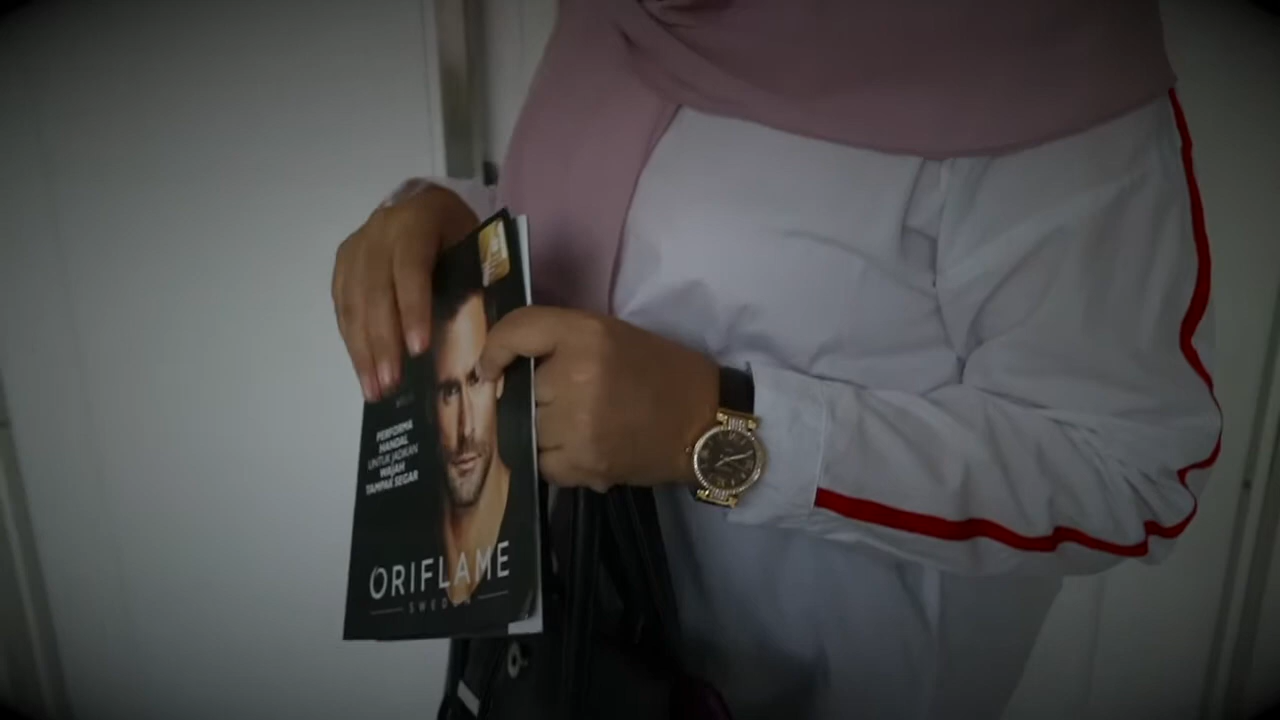 PERFORMA
HANDAL
UNTUK JADIKAN
WAJAH
TAMPAK SEGAR
ORIFLAME
SWEDEN